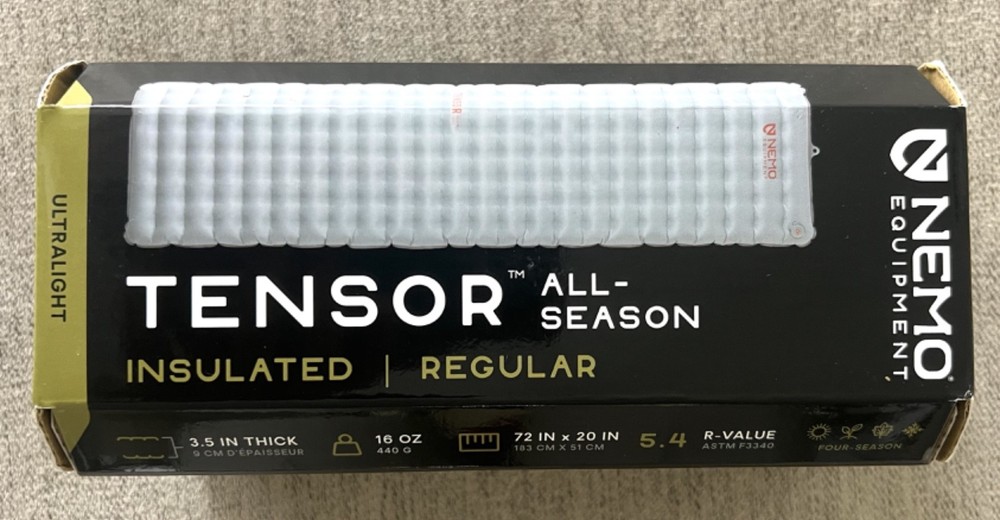 ULTRALIGHT
NEMO
TENSOR™ ALL-
SEASON
INSULATED | REGULAR
NEMO
EQUIPMENT
3.5 IN THICK
9 CM D'ÉPAISSEUR
16 OZ
440 G
72 IN x 20 IN
183 CM X 51 CM
5.4 R-VALUE
ASTM F3340
FOUR-SEASON